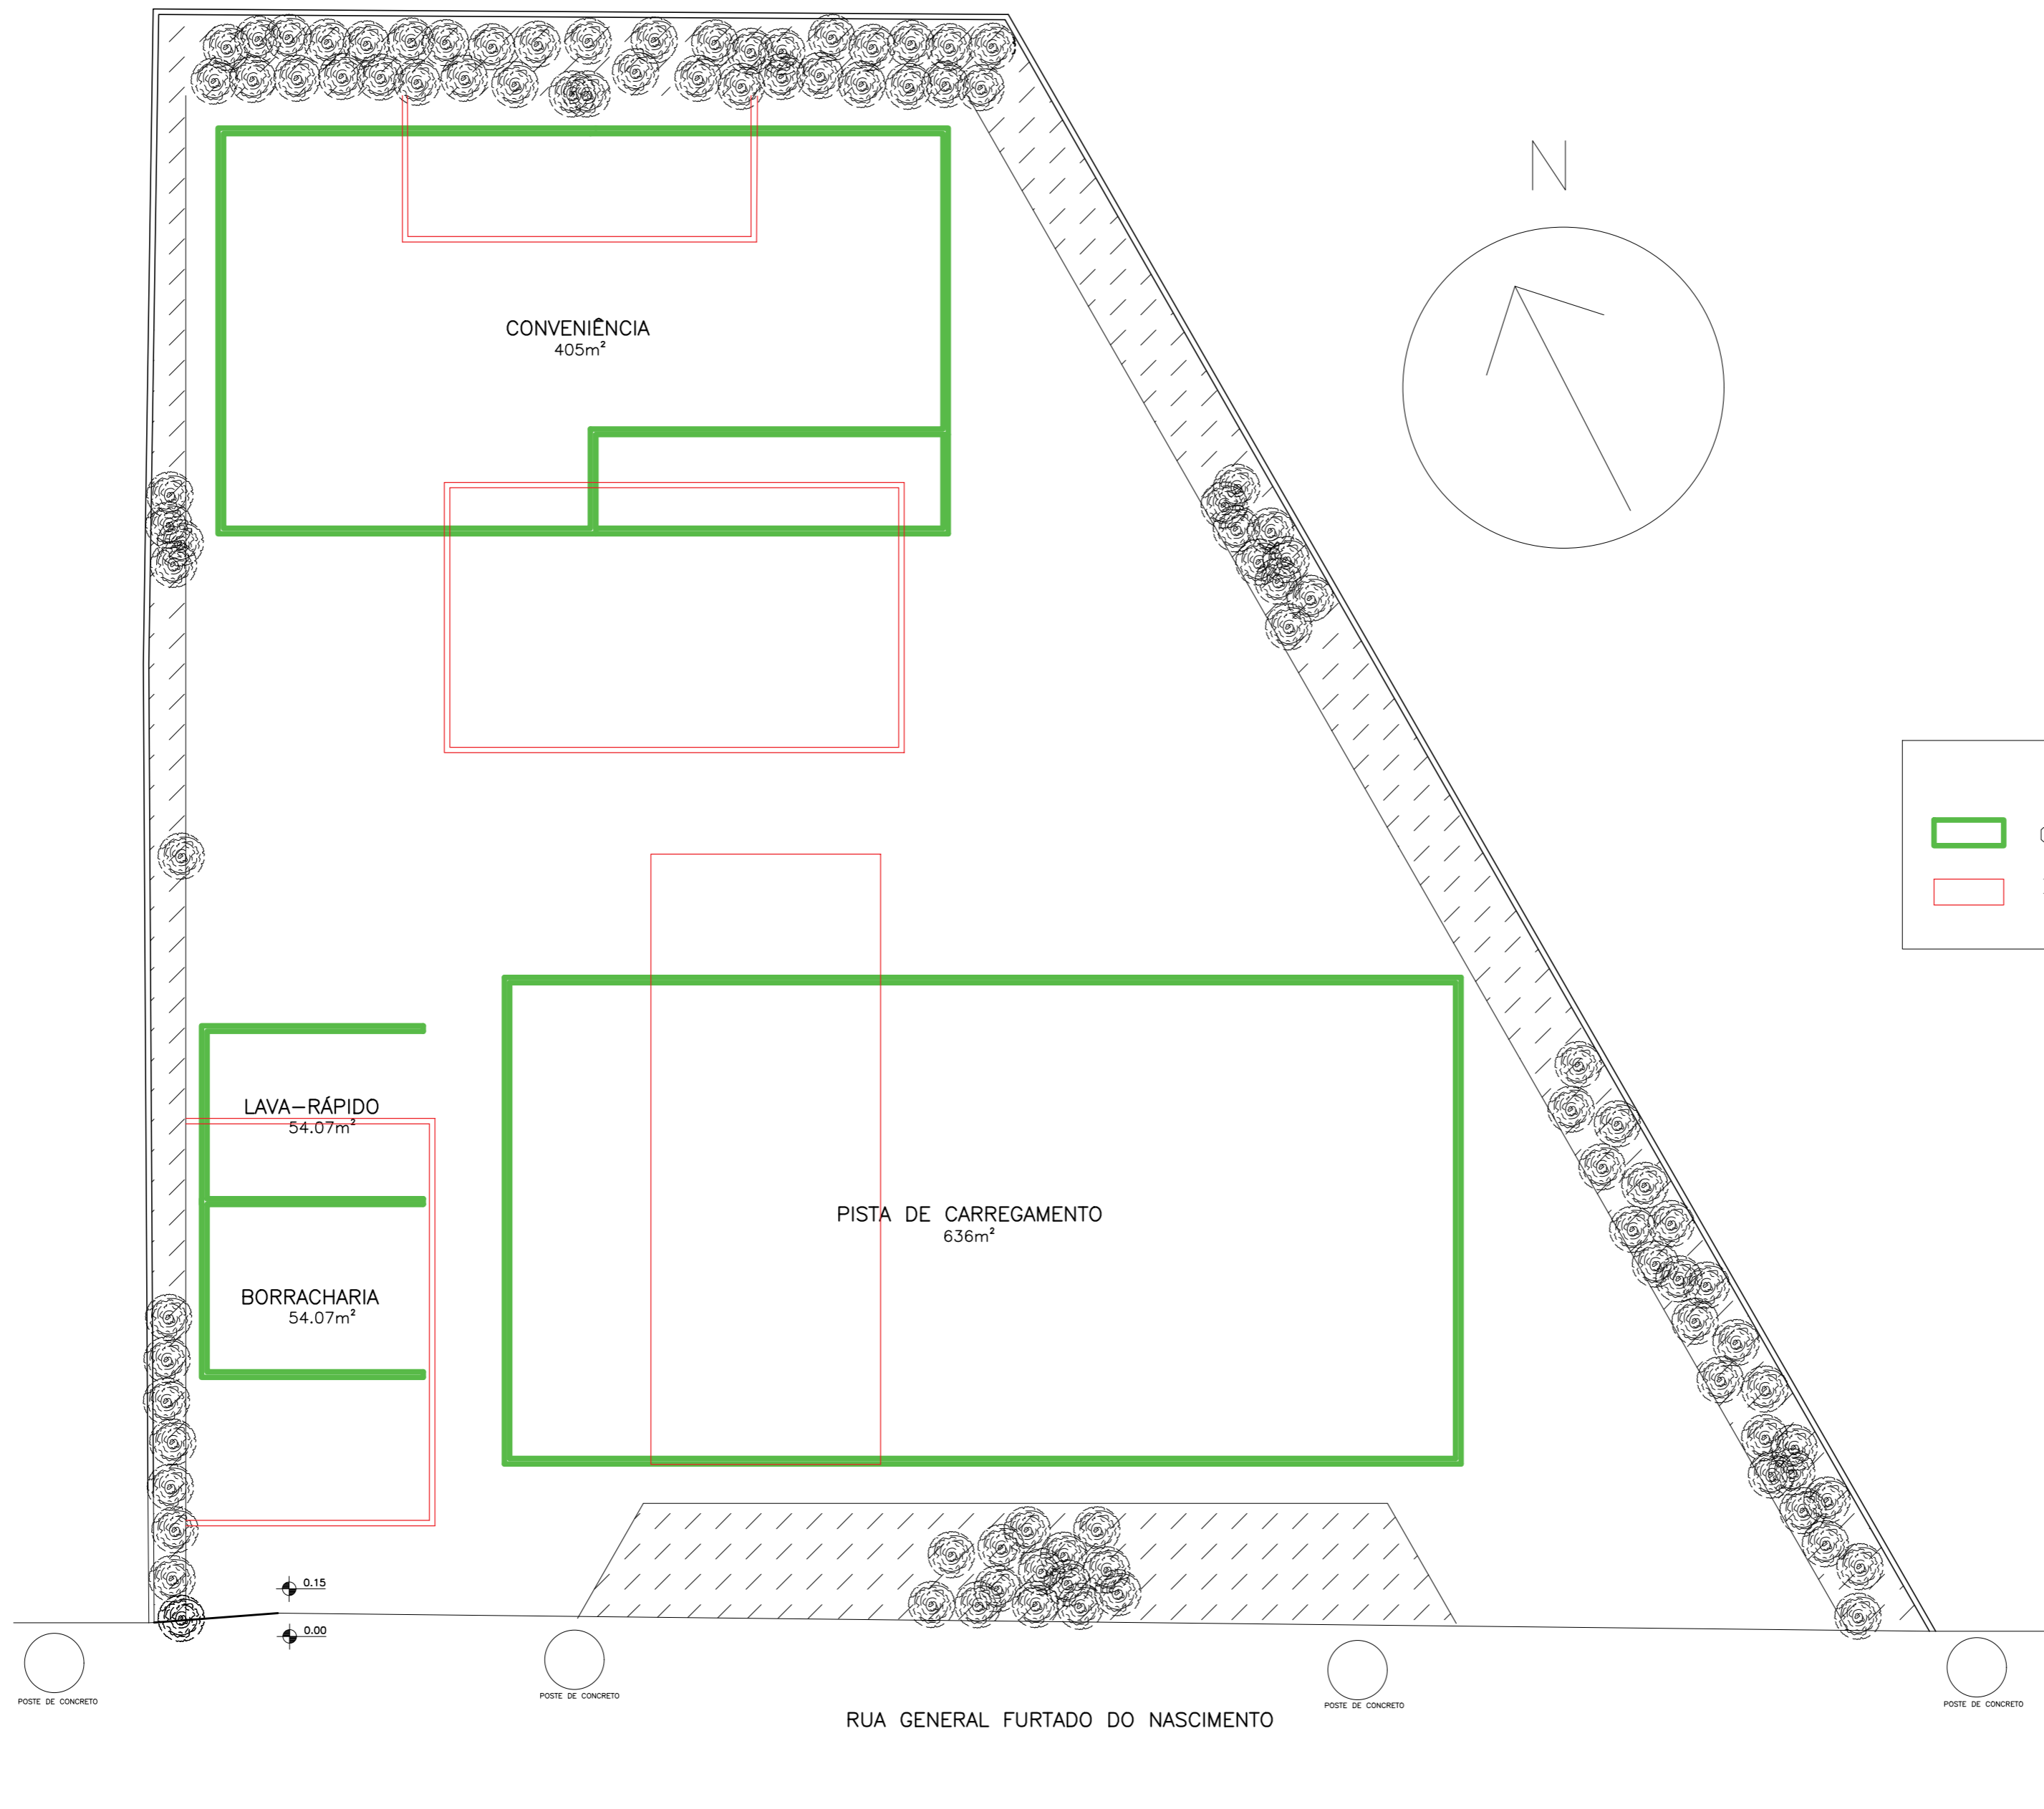 N
CONVENIÊNCIA
405m²
LAVA-RÁPIDO
54.07m²
PISTA DE CARREGAMENTO
636m²
BORRACHARIA
54.07m²
0.15
0.00
POSTE DE CONCRETO
POSTE DE CONCRETO
POSTE DE CONCRETO
POSTE DE CONCRETO
RUA GENERAL FURTADO DO NASCIMENTO